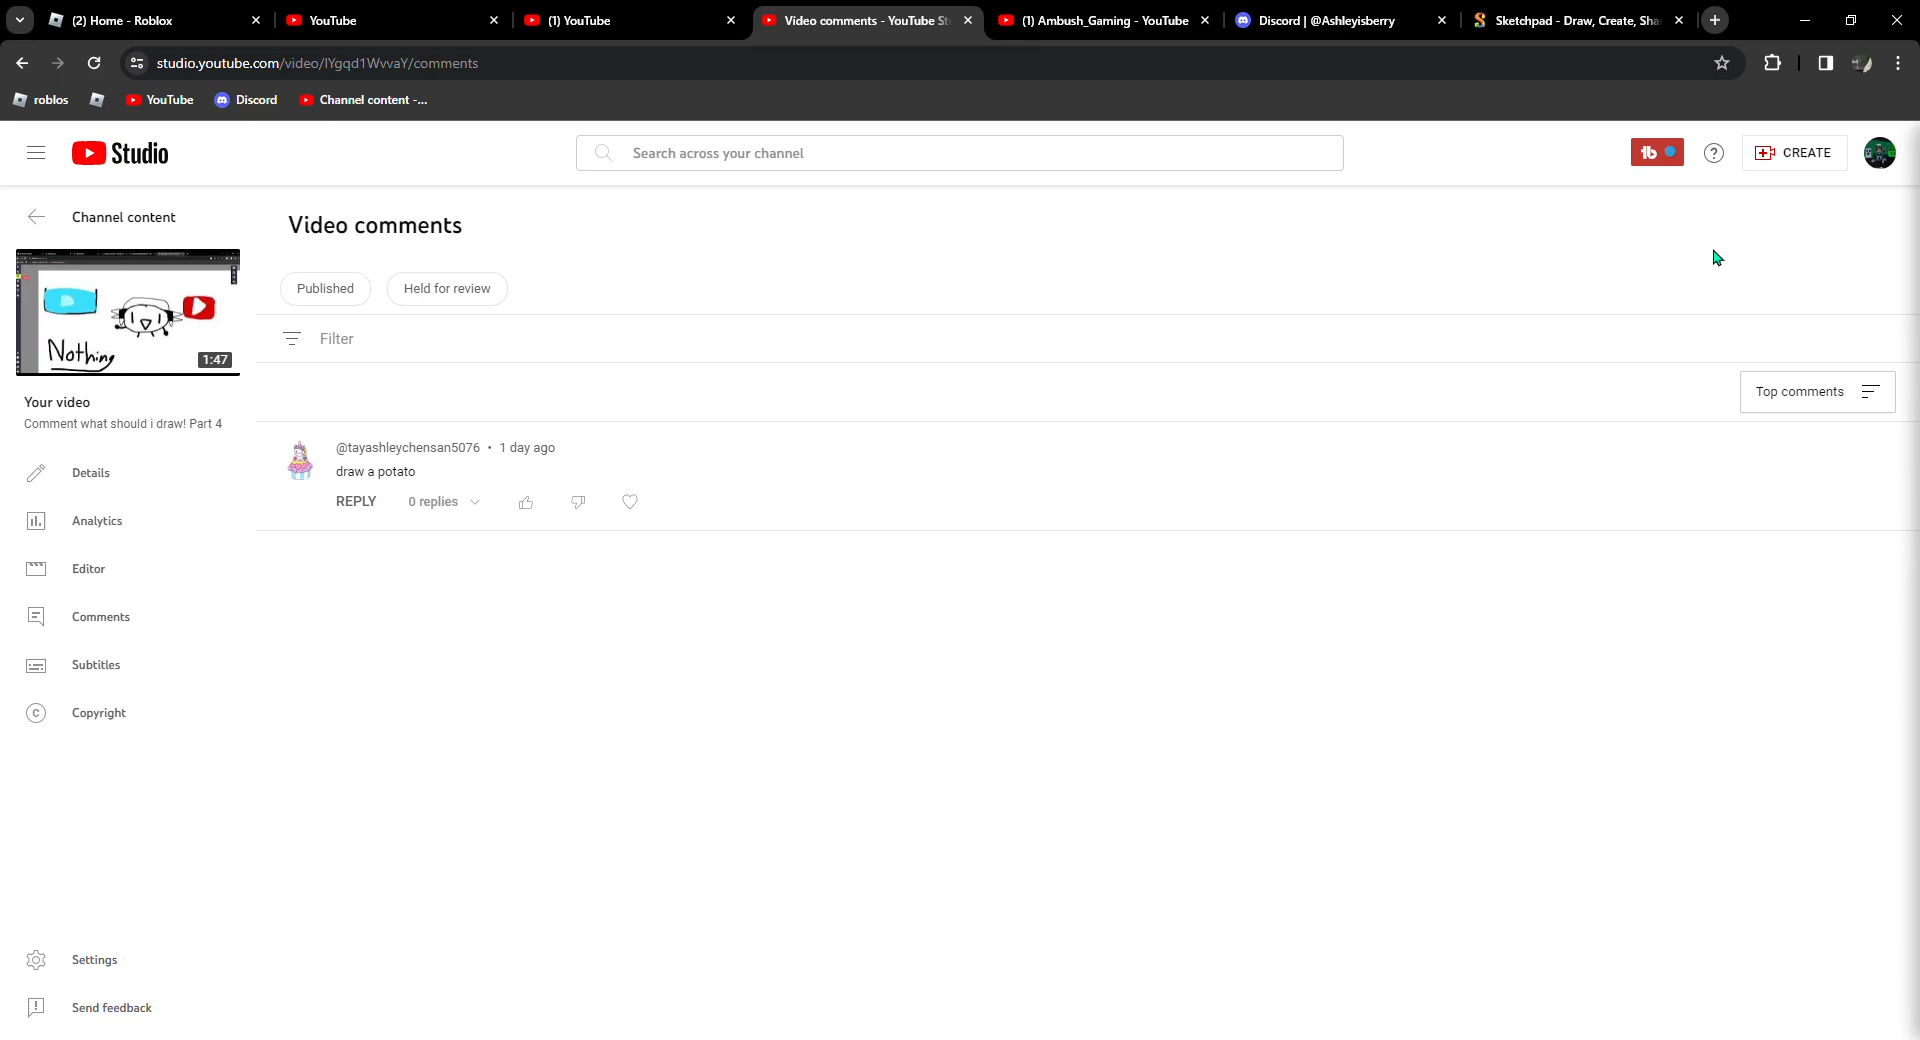 (2) Home - Roblox
YouTube
(1) YouTube
Video comments - YouTube St
(1) Ambush_Gaming - YouTube
Discord | @Ashleyisberry
Sketchpad - Draw, Create, Sha
studio.youtube.com/video/lYgqd1WvvaY/comments
roblos
YouTube
Discord
Channel content -...
Studio
Search across your channel
CREATE
Channel content
Video comments
Published
Held for review
Nothing
1:47
Filter
Top comments
Your video
Comment what should i draw! Part 4
@tayashleychensan5076 • 1 day ago
draw a potato
REPLY
0 replies
Details
Analytics
Editor
Comments
Subtitles
Copyright
Settings
Send feedback